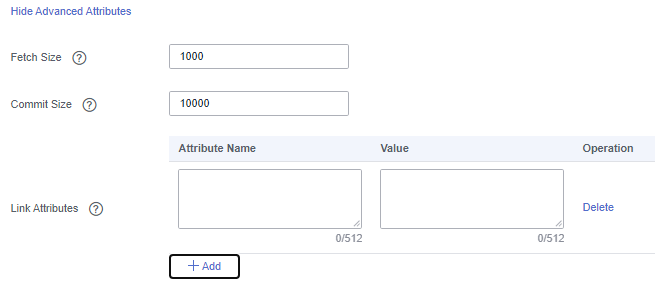 Hide Advanced Attributes
Fetch Size ? 1000
Commit Size ? 10000
Attribute Name Value Operation
Link Attributes ? Delete
0/512 0/512
+ Add